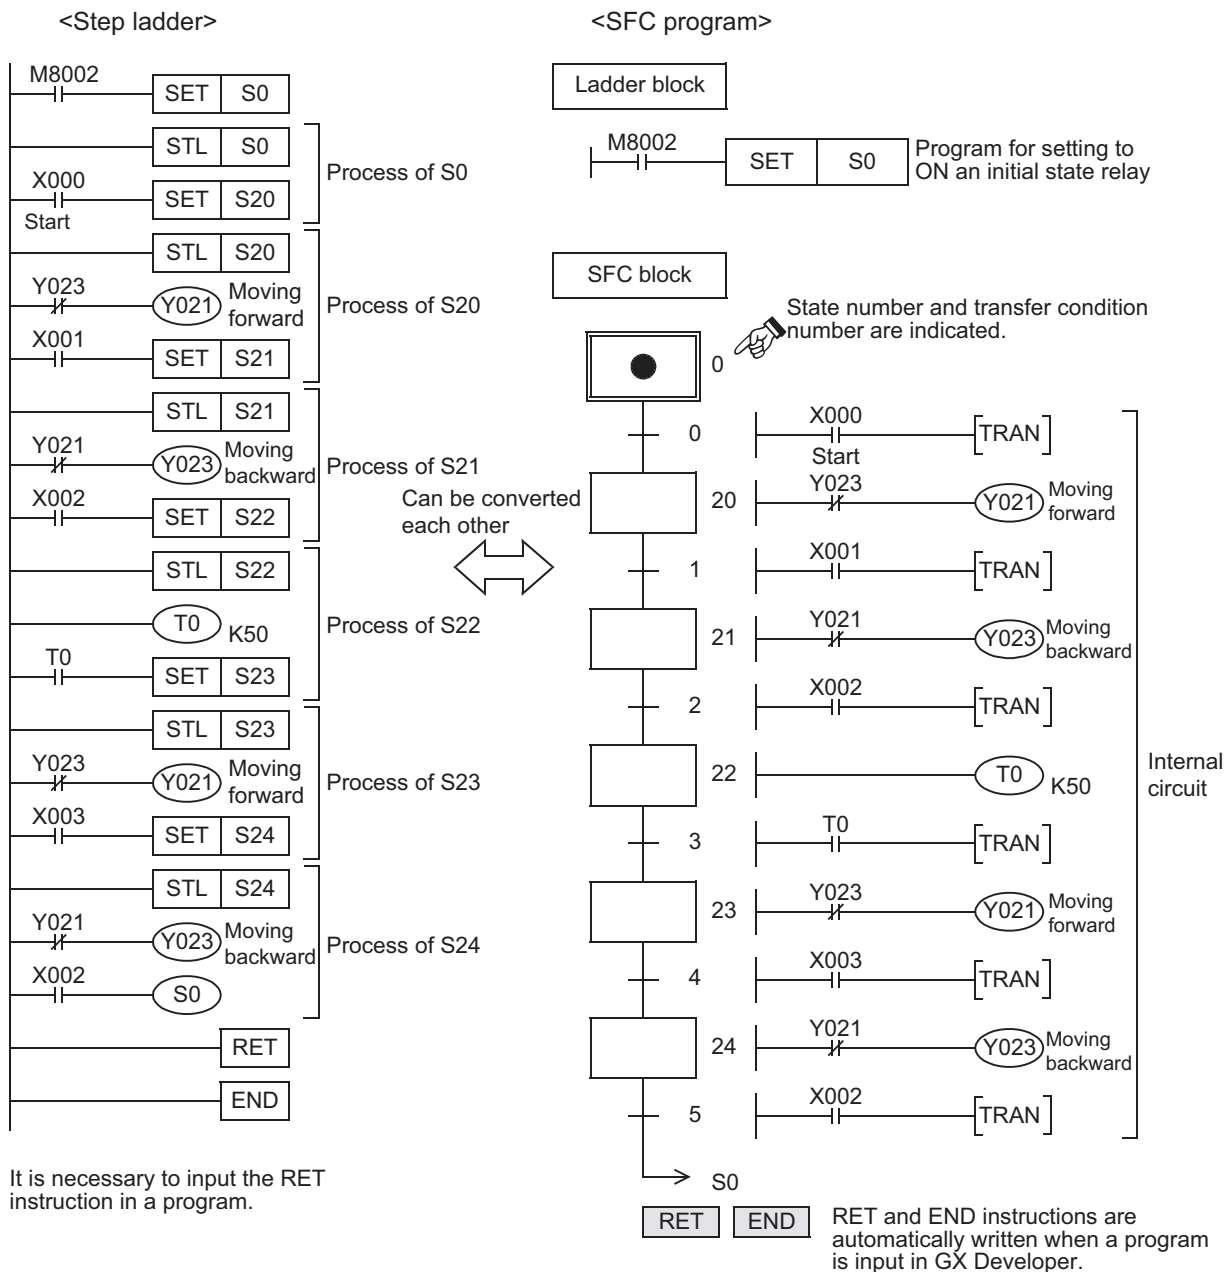 <Step ladder>
M8002
SET S0
STL S0
X000
SET S20
Start
Process of S0
STL S20
Y023
Y021 Moving
forward
X001
SET S21
Process of S20
STL S21
Y021
Y023 Moving
backward
X002
SET S22
Process of S21
STL S22
T0 K50
T0
SET S23
Process of S22
STL S23
Y023
Y021 Moving
forward
X003
SET S24
Process of S23
STL S24
Y021
Y023 Moving
backward
X002
S0
Process of S24
RET
END
It is necessary to input the RET
instruction in a program.
Can be converted
each other
<SFC program>
Ladder block
M8002
SET S0
Program for setting to
ON an initial state relay
SFC block
State number and transfer condition
number are indicated.
0
0
X000
TRAN
Start
20
Y023
Y021 Moving
forward
1
X001
TRAN
21
Y021
Y023 Moving
backward
2
X002
TRAN
22
T0 K50
3
T0
TRAN
23
Y023
Y021 Moving
forward
4
X003
TRAN
24
Y021
Y023 Moving
backward
5
X002
TRAN
Internal
circuit
S0
RET END
RET and END instructions are
automatically written when a program
is input in GX Developer.